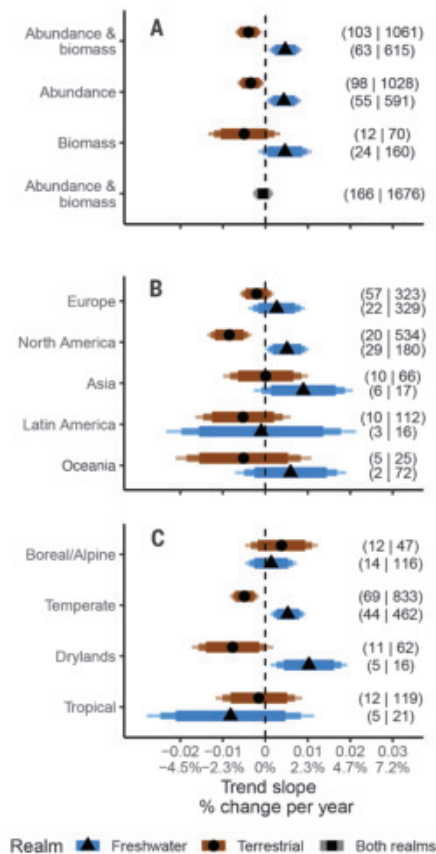 A
Abundance &
biomass
(103 | 1061)
(63 | 615)
Abundance
(98 | 1028)
(55 | 591)
Biomass
(12 | 70)
(24 | 160)
Abundance &
biomass
(166 | 1676)
B
Europe
(57 | 323)
(22 | 329)
North America
(20 | 534)
(29 | 180)
Asia
(10 | 66)
(6 | 17)
Latin America
(10 | 112)
(3 | 16)
Oceania
(5 | 25)
(2 | 72)
C
Boreal/Alpine
(12 | 47)
(14 | 116)
Temperate
(69 | 833)
(44 | 462)
Drylands
(11 | 62)
(5 | 16)
Tropical
(12 | 119)
(5 | 21)
−0.02 −0.01 0 0.01 0.02 0.03
−4.5% −2.3% 0% 2.3% 4.7% 7.2%
Trend slope
% change per year
Realm Freshwater Terrestrial Both realms